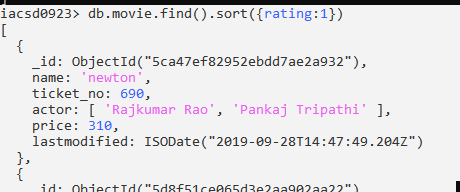 iacsd0923> db.movie.find().sort({rating:1})
[
  {
    _id: ObjectId("5ca47ef82952ebdd7ae2a932"),
    name: 'newton',
    ticket_no: 690,
    actor: [ 'Rajkumar Rao', 'Pankaj Tripathi' ],
    price: 310,
    lastmodified: ISODate("2019-09-28T14:47:49.204Z")
  },
  {
    _id: ObjectId("5d8f51ce065d3e2aa902aa22"),